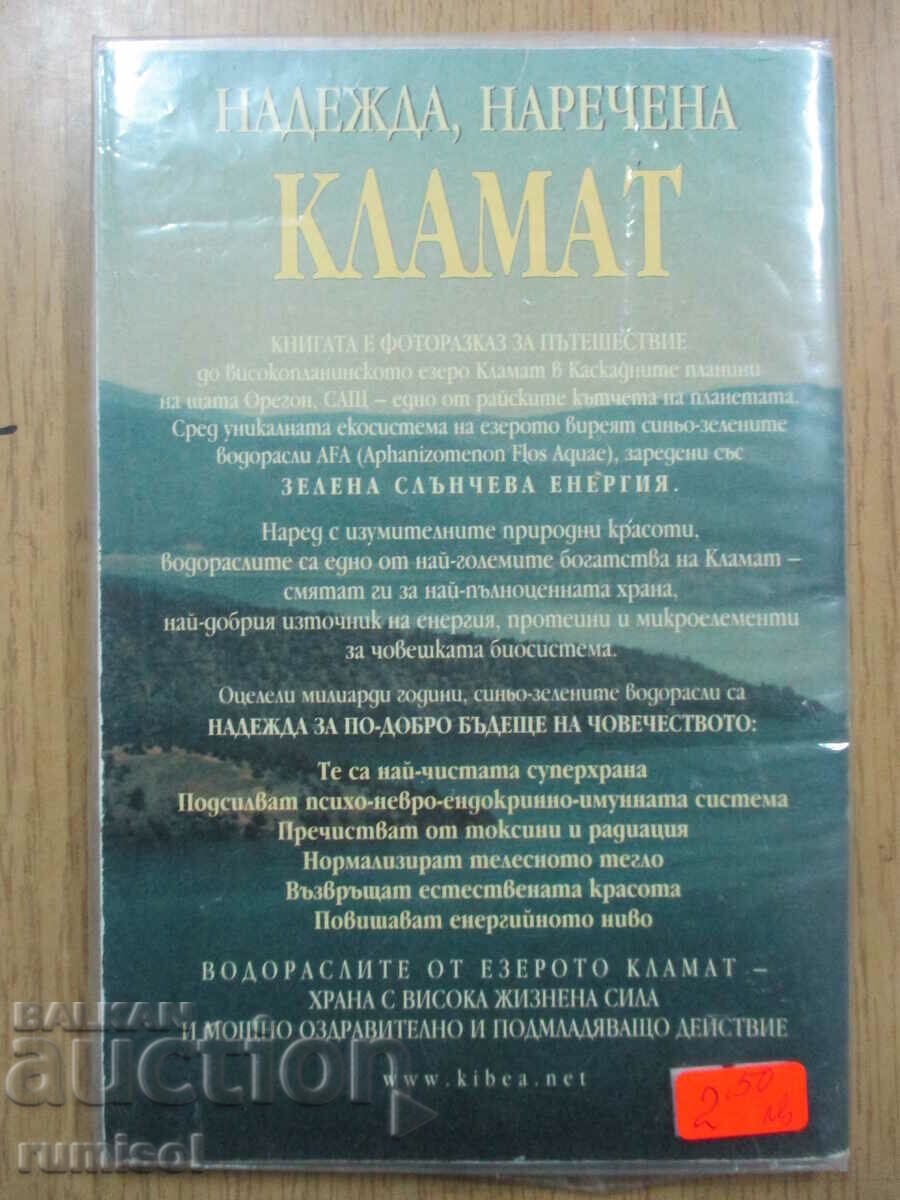 НАДЕЖДА, НАРЕЧЕНА
КЛАМАТ
КНИГАТА Е ФОТОРАЗКАЗ ЗА ПЪТЕШЕСТВИЕ
до високопланинското езеро Кламат в Каскадните планини
на щата Орегон, САЩ – едно от райските кътчета на планетата.
Сред уникалната екосистема на езерото виреят синьо-зелените
водорасли AFA (Aphanizomenon Flos Aquae), заредени със
ЗЕЛЕНА СЛЪНЧЕВА ЕНЕРГИЯ.
Наред с изумителните природни красоти,
водораслите са едно от най-големите богатства на Кламат –
смятат ги за най-пълноценната храна,
най-добрия източник на енергия, протеини и микроелементи
за човешката биосистема.
Оцелели милиарди години, синьо-зелените водорасли са
НАДЕЖДА ЗА ПО-ДОБРО БЪДЕЩЕ НА ЧОВЕЧЕСТВОТО:
Те са най-чистата суперхрана
Подсилват психо-невро-ендокринно-имунната система
Пречистват от токсини и радиация
Нормализират телесното тегло
Възвръщат естествената красота
Повишават енергийното ниво
ВОДОРАСЛИТЕ ОТ ЕЗЕРОТО КЛАМАТ –
ХРАНА С ВИСОКА ЖИЗНЕНА СИЛА
И МОЩНО ОЗДРАВИТЕЛНО И ПОДМЛАДЯВАЩО ДЕЙСТВИЕ
www.kibea.net
2.50
лв
BALKAN
auction
rumisol